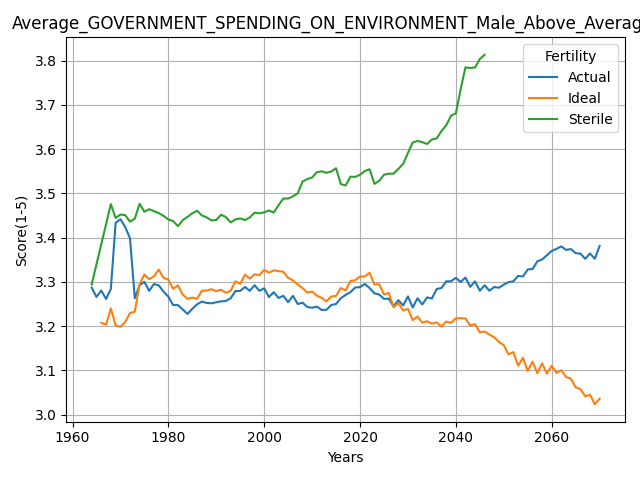 Average_GOVERNMENT_SPENDING_ON_ENVIRONMENT_Male_Above_Averag
3.8
3.7
3.6
3.5
3.4
3.3
3.2
3.1
3.0
Score(1-5)
Fertility
Actual
Ideal
Sterile
1960 1980 2000 2020 2040 2060
Years